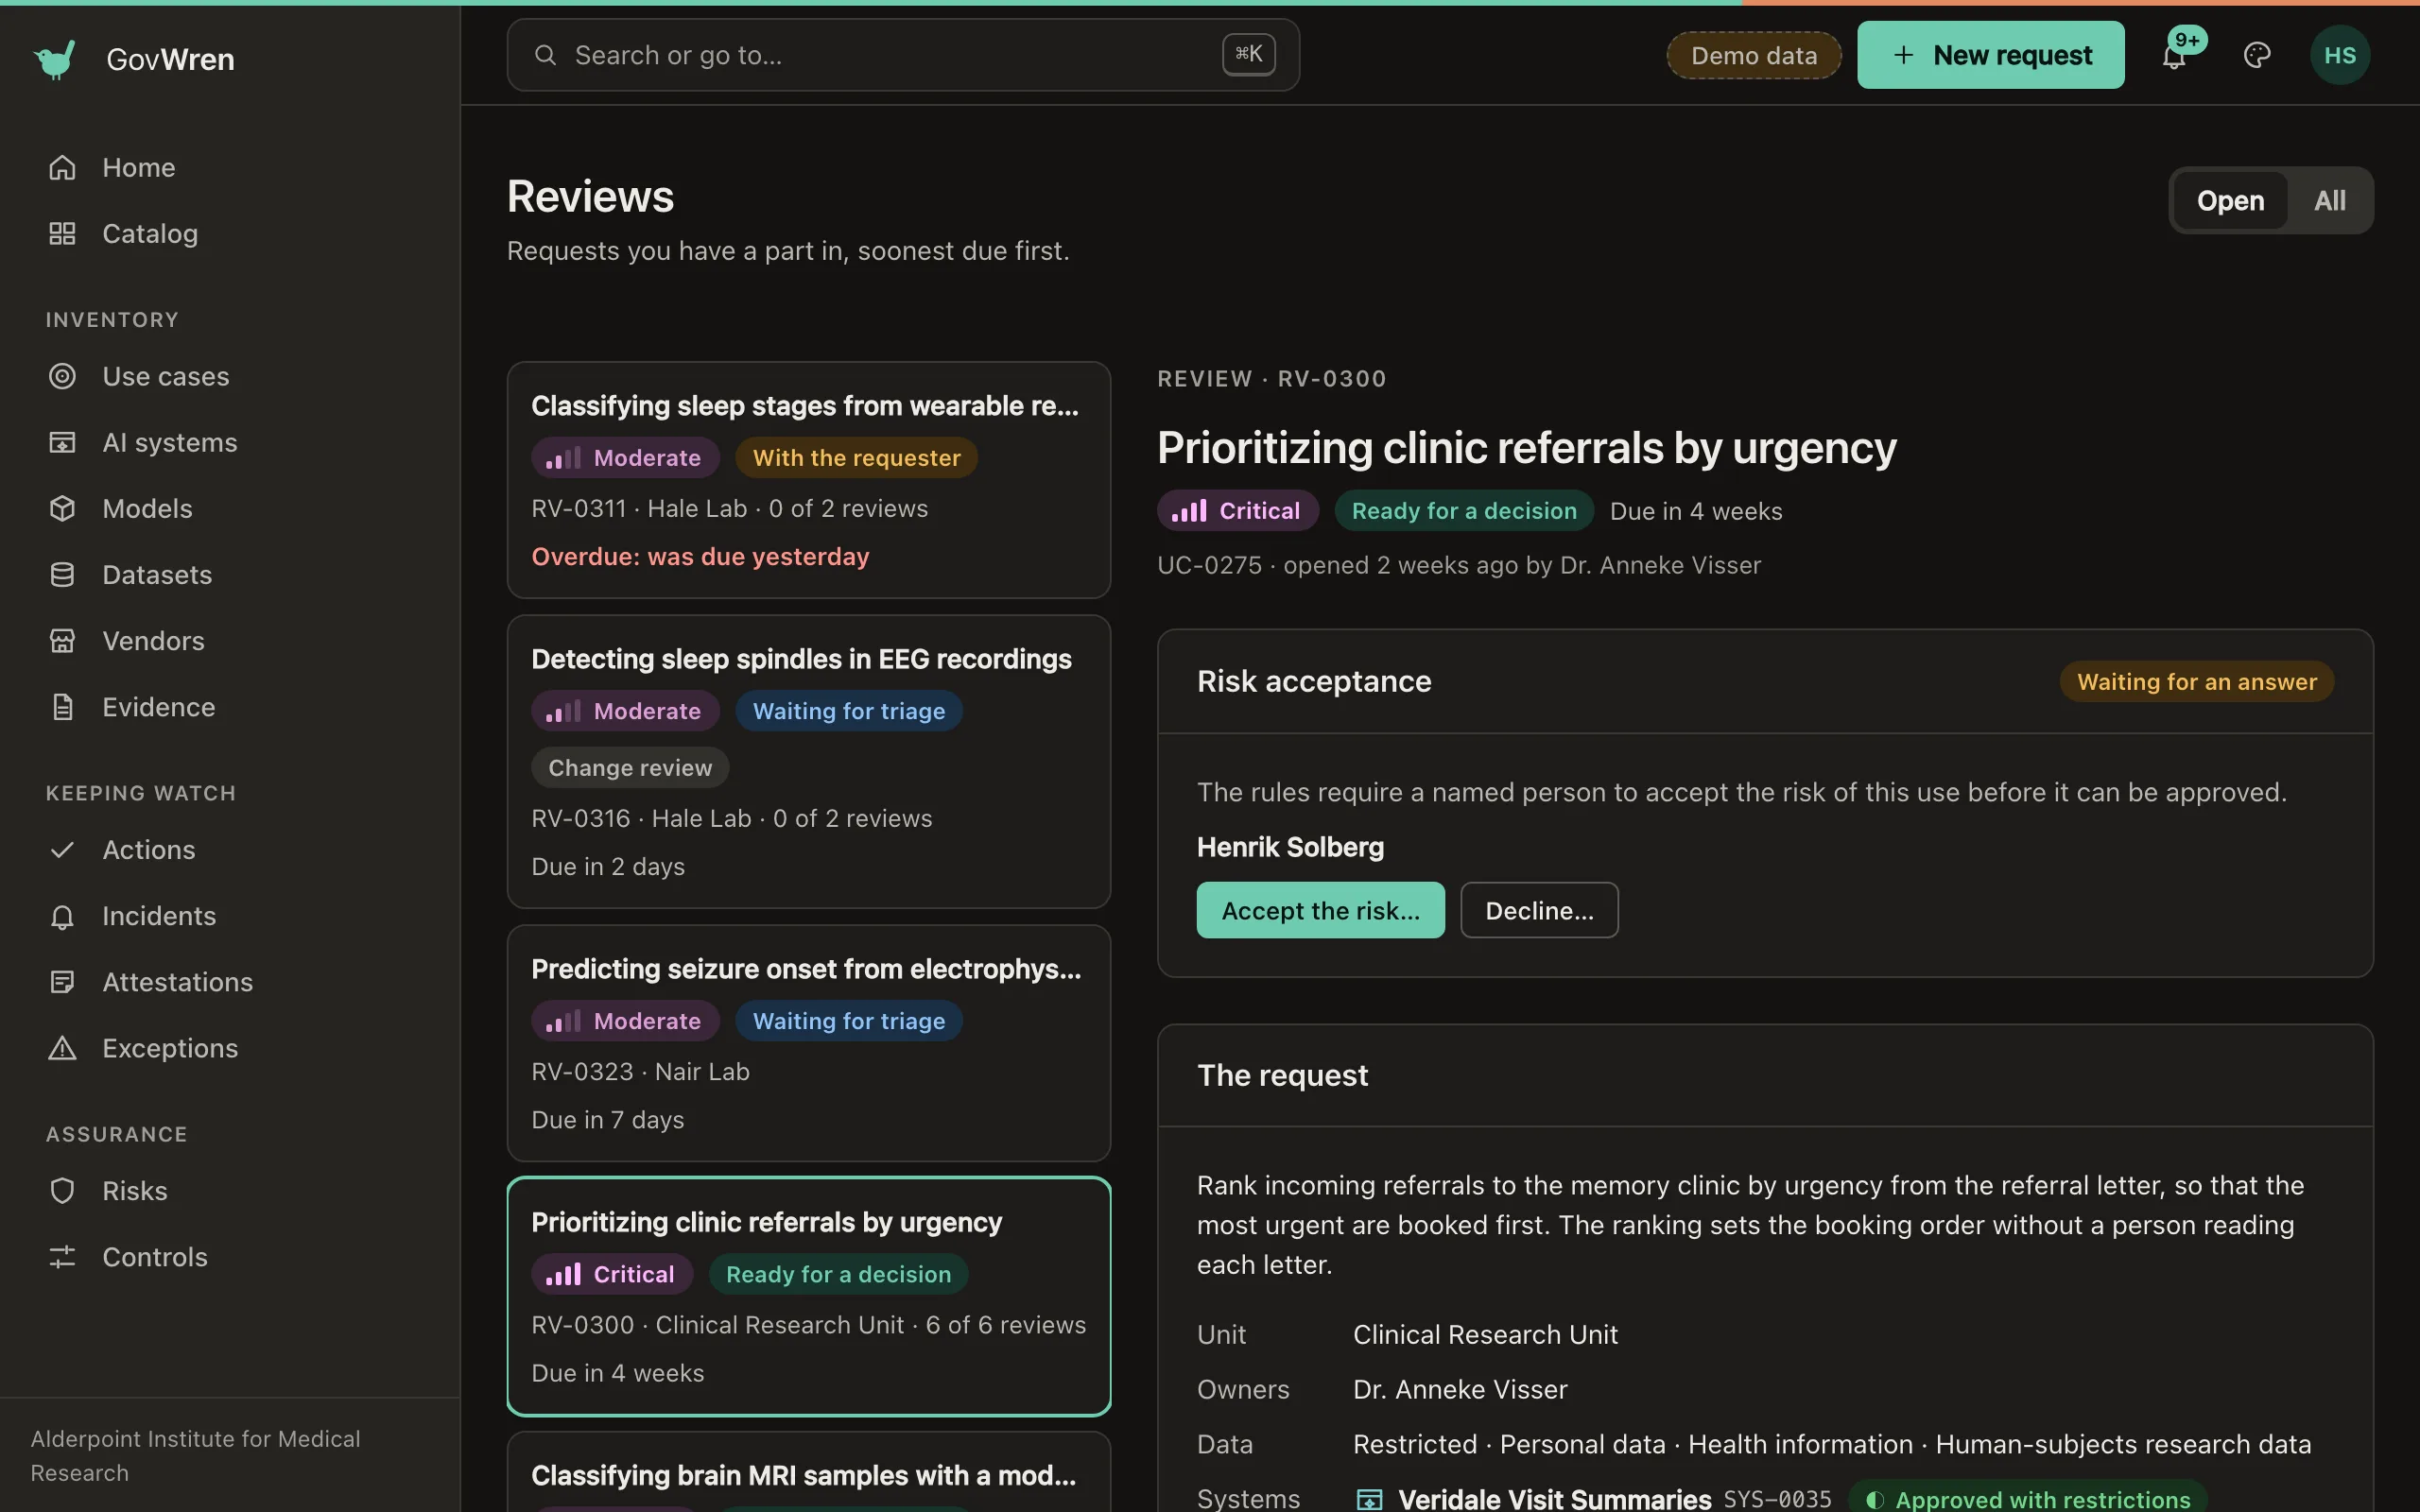 GovWren
Search or go to...
⌘K
Demo data
+ New request
9+
HS
Home
Catalog
INVENTORY
Use cases
AI systems
Models
Datasets
Vendors
Evidence
KEEPING WATCH
Actions
Incidents
Attestations
Exceptions
ASSURANCE
Risks
Controls
Alderpoint Institute for Medical
Research
Reviews
Requests you have a part in, soonest due first.
Open
All
Classifying sleep stages from wearable re...
Moderate
With the requester
RV-0311 · Hale Lab · 0 of 2 reviews
Overdue: was due yesterday
Detecting sleep spindles in EEG recordings
Moderate
Waiting for triage
Change review
RV-0316 · Hale Lab · 0 of 2 reviews
Due in 2 days
Predicting seizure onset from electrophys...
Moderate
Waiting for triage
RV-0323 · Nair Lab
Due in 7 days
Prioritizing clinic referrals by urgency
Critical
Ready for a decision
RV-0300 · Clinical Research Unit · 6 of 6 reviews
Due in 4 weeks
Classifying brain MRI samples with a mod...
REVIEW · RV-0300
Prioritizing clinic referrals by urgency
Critical
Ready for a decision
Due in 4 weeks
UC-0275 · opened 2 weeks ago by Dr. Anneke Visser
Risk acceptance
Waiting for an answer
The rules require a named person to accept the risk of this use before it can be approved.
Henrik Solberg
Accept the risk...
Decline...
The request
Rank incoming referrals to the memory clinic by urgency from the referral letter, so that the
most urgent are booked first. The ranking sets the booking order without a person reading
each letter.
Unit Clinical Research Unit
Owners Dr. Anneke Visser
Data Restricted · Personal data · Health information · Human-subjects research data
Systems Veridale Visit Summaries SYS-0035 Approved with restrictions